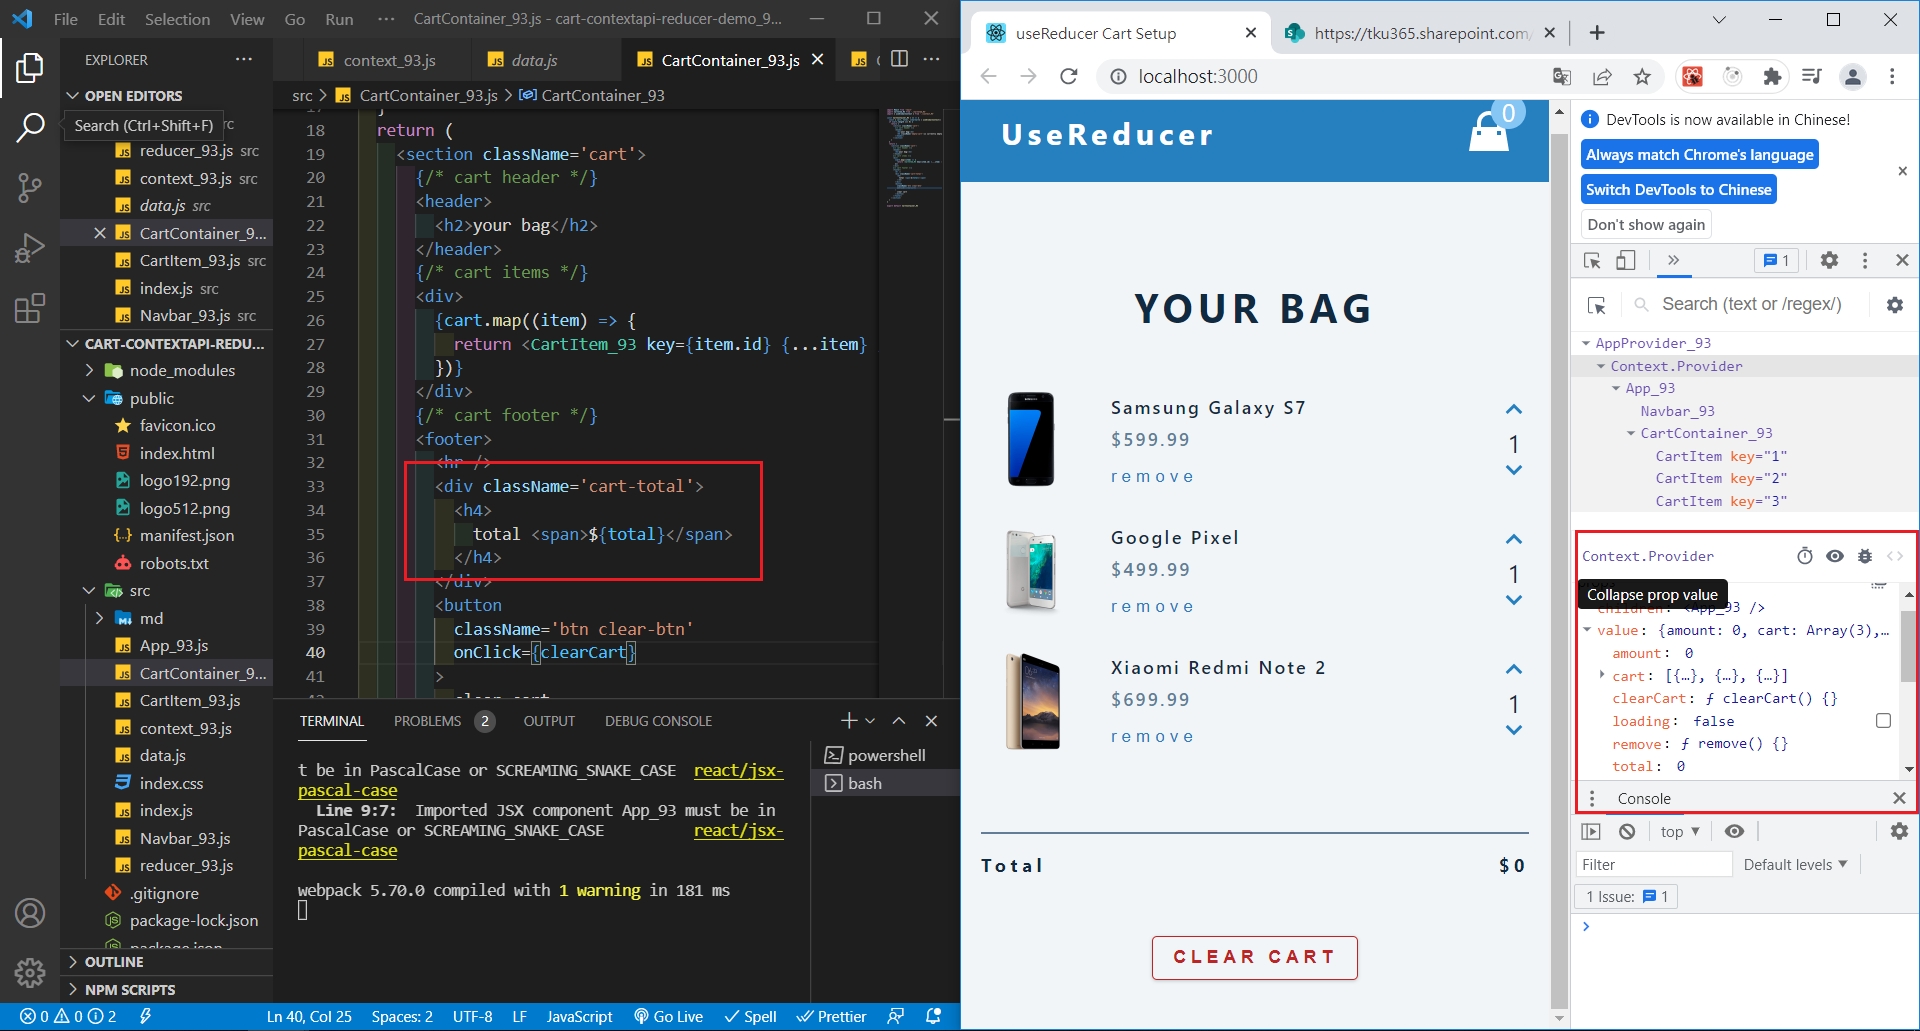 File Edit Selection View Go Run ··· CartContainer_93.js - cart-contextapi-reducer-demo_9...
EXPLORER ···
OPEN EDITORS
Search (Ctrl+Shift+F)
rc
reducer_93.js src
context_93.js src
data.js src
CartContainer_9...
CartItem_93.js src
index.js src
Navbar_93.js src
CART-CONTEXTAPI-REDU...
node_modules
public
favicon.ico
index.html
logo192.png
logo512.png
manifest.json
robots.txt
src
md
App_93.js
CartContainer_9...
CartItem_93.js
context_93.js
data.js
index.css
index.js
Navbar_93.js
reducer_93.js
.gitignore
package-lock.json
package.json
OUTLINE
NPM SCRIPTS
context_93.js data.js CartContainer_93.js
src > CartContainer_93.js > CartContainer_93
17 }
18 return (
19 <section className='cart'>
20 {/* cart header */}
21 <header>
22 <h2>your bag</h2>
23 </header>
24 {/* cart items */}
25 <div>
26 {cart.map((item) => {
27 return <CartItem_93 key={item.id} {...item}
28 })}
29 </div>
30 {/* cart footer */}
31 <footer>
32 <hr />
33 <div className='cart-total'>
34 <h4>
35 total <span>${total}</span>
36 </h4>
37 </div>
38 <button
39 className='btn clear-btn'
40 onClick={clearCart}
41 >
42 clear cart
TERMINAL PROBLEMS 2 OUTPUT DEBUG CONSOLE
t be in PascalCase or SCREAMING_SNAKE_CASE react/jsx-
pascal-case
Line 9:7: Imported JSX component App_93 must be in
PascalCase or SCREAMING_SNAKE_CASE react/jsx-
pascal-case
webpack 5.70.0 compiled with 1 warning in 181 ms
powershell
bash
0 0 2 Ln 40, Col 25 Spaces: 2 UTF-8 LF JavaScript Go Live Spell Prettier
useReducer Cart Setup
https://tku365.sharepoint.com/
localhost:3000
UseReducer
0
YOUR BAG
Samsung Galaxy S7
$599.99
1
remove
Google Pixel
$499.99
1
remove
Xiaomi Redmi Note 2
$699.99
1
remove
Total $0
CLEAR CART
DevTools is now available in Chinese!
Always match Chrome's language
Switch DevTools to Chinese
Don't show again
1
Search (text or /regex/)
AppProvider_93
Context.Provider
App_93
Navbar_93
CartContainer_93
CartItem key="1"
CartItem key="2"
CartItem key="3"
Context.Provider
Collapse prop value
children: <App_93 />
value: {amount: 0, cart: Array(3),...
amount: 0
cart: [{…}, {…}, {…}]
clearCart: ƒ clearCart() {}
loading: false
remove: ƒ remove() {}
total: 0
Console
top
Filter Default levels
1 Issue: 1